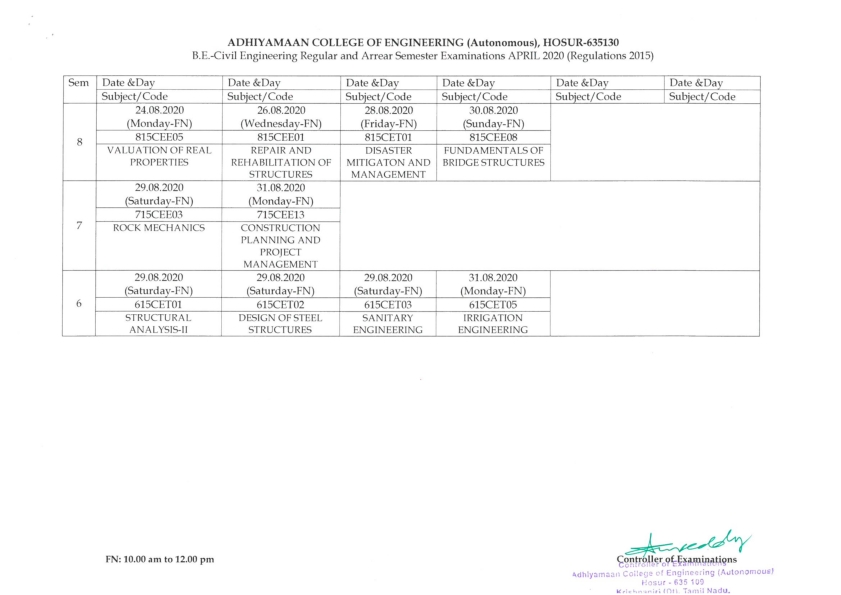 ADHIYAMAAN COLLEGE OF ENGINEERING (Autonomous), HOSUR-635130
B.E.-Civil Engineering Regular and Arrear Semester Examinations APRIL 2020 (Regulations 2015)
Sem Date &Day Date &Day Date &Day Date &Day Date &Day Date &Day
Subject/Code Subject/Code Subject/Code Subject/Code Subject/Code Subject/Code
24.08.2020 26.08.2020 28.08.2020 30.08.2020
(Monday-FN) (Wednesday-FN) (Friday-FN) (Sunday-FN)
8 815CEE05 815CEE01 815CET01 815CEE08
VALUATION OF REAL REPAIR AND DISASTER FUNDAMENTALS OF
PROPERTIES REHABILITATION OF MITIGATON AND BRIDGE STRUCTURES
STRUCTURES MANAGEMENT
29.08.2020 31.08.2020
(Saturday-FN) (Monday-FN)
715CEE03 715CEE13
7 ROCK MECHANICS CONSTRUCTION
PLANNING AND
PROJECT
MANAGEMENT
29.08.2020 29.08.2020 29.08.2020 31.08.2020
(Saturday-FN) (Saturday-FN) (Saturday-FN) (Monday-FN)
6 615CET01 615CET02 615CET03 615CET05
STRUCTURAL DESIGN OF STEEL SANITARY IRRIGATION
ANALYSIS-II STRUCTURES ENGINEERING ENGINEERING
FN: 10.00 am to 12.00 pm
Controller of Examinations
Controller of Examinations
Adhiyamaan College of Engineering (Autonomous)
Hosur - 635 109
Tamil Nadu.